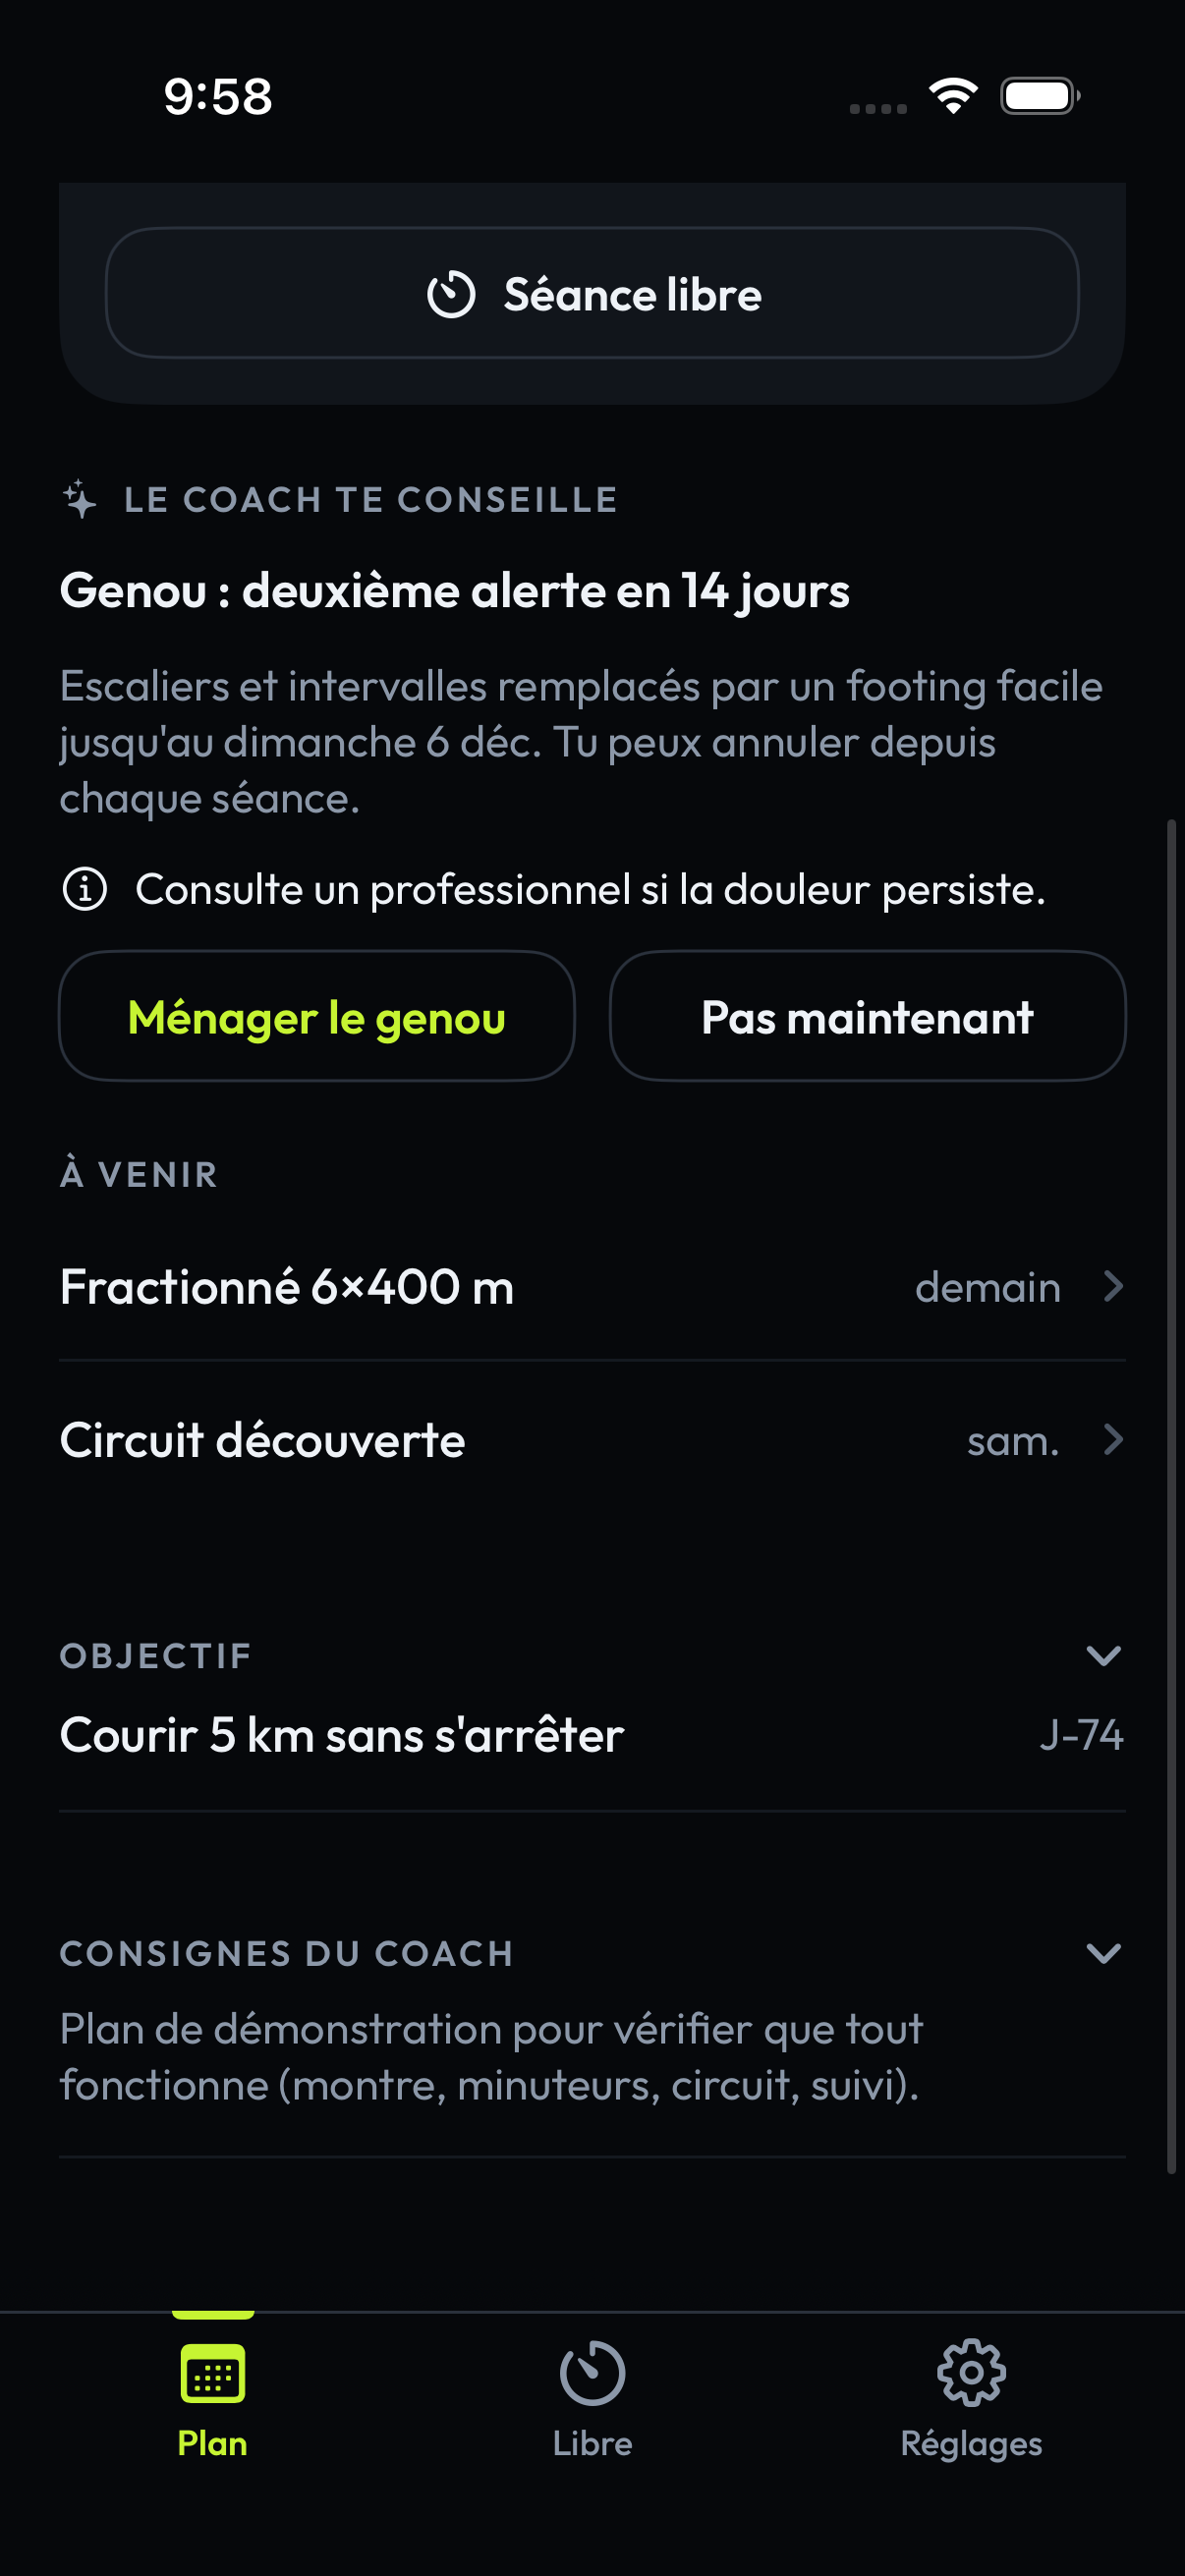 9:58
Séance libre
LE COACH TE CONSEILLE
Genou : deuxième alerte en 14 jours
Escaliers et intervalles remplacés par un footing facile
jusqu'au dimanche 6 déc. Tu peux annuler depuis
chaque séance.
Consulte un professionnel si la douleur persiste.
Ménager le genou
Pas maintenant
À VENIR
Fractionné 6×400 m
demain
Circuit découverte
sam.
OBJECTIF
Courir 5 km sans s'arrêter
J-74
CONSIGNES DU COACH
Plan de démonstration pour vérifier que tout
fonctionne (montre, minuteurs, circuit, suivi).
Plan
Libre
Réglages